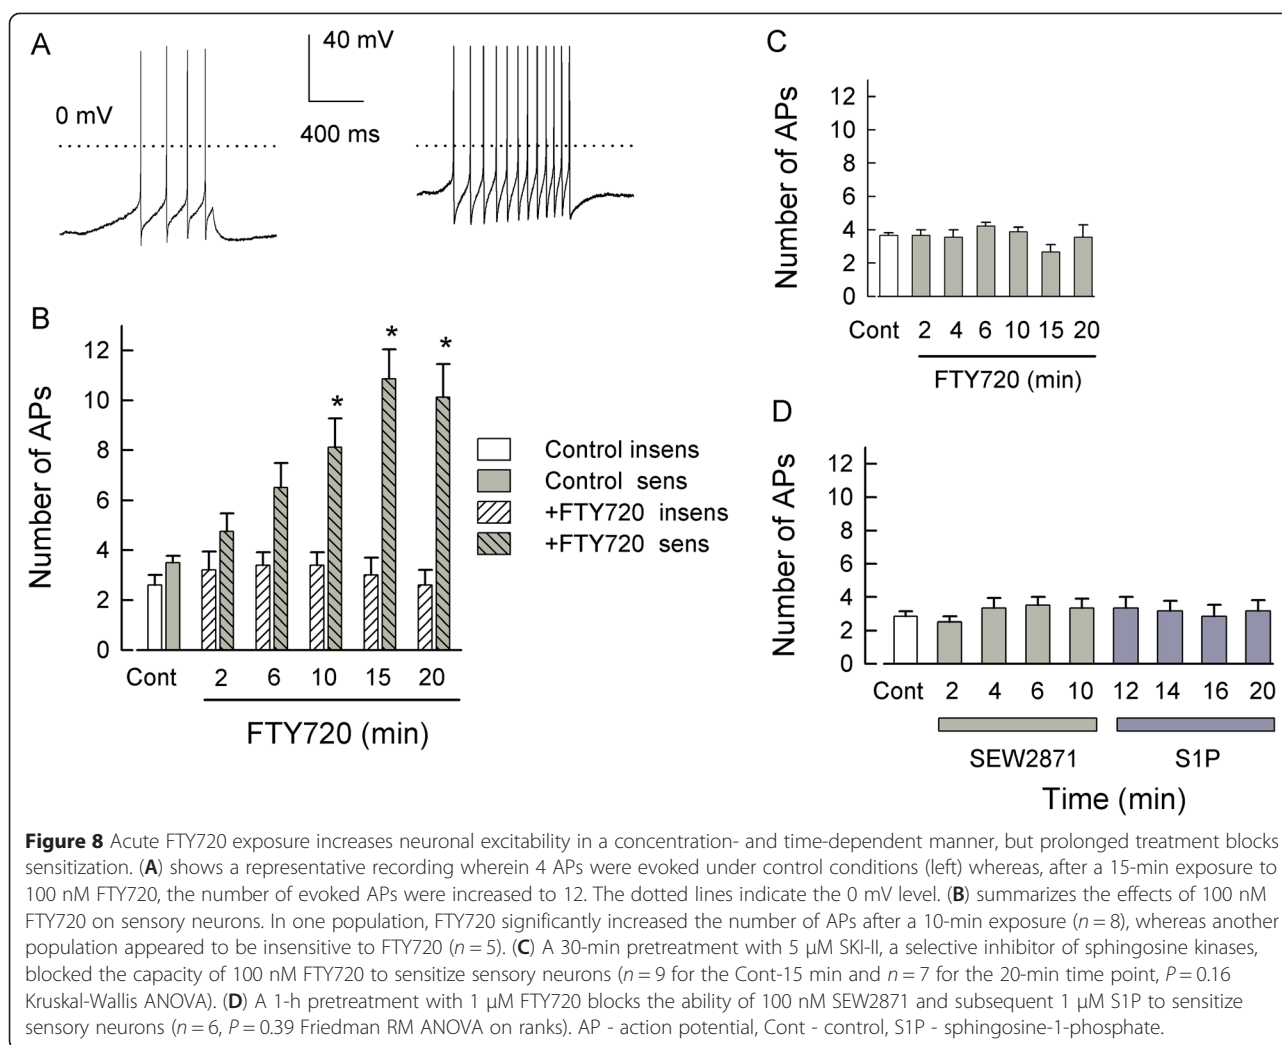 A
40 mV
0 mV
400 ms
C
Number of APs
12
10
8
6
4
2
0
Cont 2 4 6 10 15 20
FTY720 (min)
B
Number of APs
12
10
8
6
4
2
0
* * *
Cont 2 6 10 15 20
FTY720 (min)
Control insens
Control sens
+FTY720 insens
+FTY720 sens
D
Number of APs
12
10
8
6
4
2
0
Cont 2 4 6 10 12 14 16 20
SEW2871 S1P
Time (min)
Figure 8 Acute FTY720 exposure increases neuronal excitability in a concentration- and time-dependent manner, but prolonged treatment blocks
sensitization. (A) shows a representative recording wherein 4 APs were evoked under control conditions (left) whereas, after a 15-min exposure to
100 nM FTY720, the number of evoked APs were increased to 12. The dotted lines indicate the 0 mV level. (B) summarizes the effects of 100 nM
FTY720 on sensory neurons. In one population, FTY720 significantly increased the number of APs after a 10-min exposure (n = 8), whereas another
population appeared to be insensitive to FTY720 (n = 5). (C) A 30-min pretreatment with 5 μM SKI-II, a selective inhibitor of sphingosine kinases,
blocked the capacity of 100 nM FTY720 to sensitize sensory neurons (n = 9 for the Cont-15 min and n = 7 for the 20-min time point, P = 0.16
Kruskal-Wallis ANOVA). (D) A 1-h pretreatment with 1 μM FTY720 blocks the ability of 100 nM SEW2871 and subsequent 1 μM S1P to sensitize
sensory neurons (n = 6, P = 0.39 Friedman RM ANOVA on ranks). AP - action potential, Cont - control, S1P - sphingosine-1-phosphate.